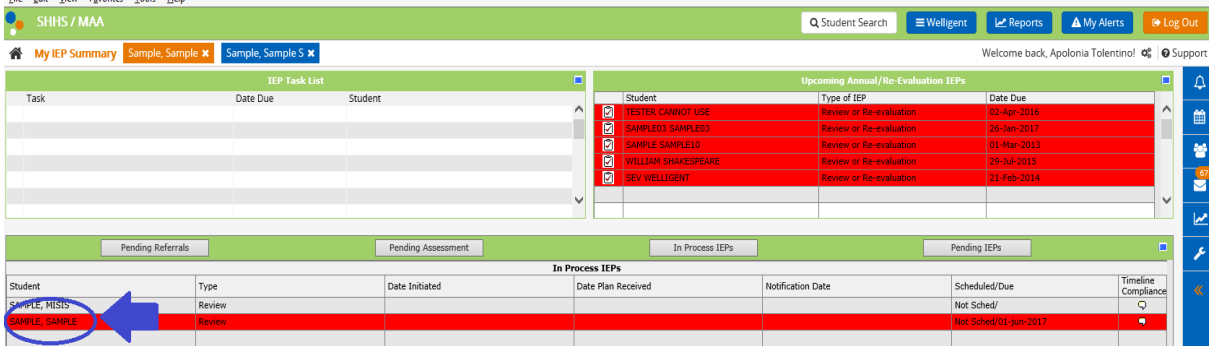 File Edit View Favorites Tools Help
SHHS / MAA
Student Search Welligent Reports My Alerts Log Out
My IEP Summary Sample, Sample × Sample, Sample S × Welcome back, Apolonia Tolentino! Support
IEP Task List
Task Date Due Student
Upcoming Annual/Re-Evaluation IEPs
Student Type of IEP Date Due
TESTER CANNOT USE Review or Re-evaluation 02-Apr-2016
SAMPLE03 SAMPLE03 Review or Re-evaluation 26-Jan-2017
SAMPLE SAMPLE10 Review or Re-evaluation 01-Mar-2013
WILLIAM SHAKESPEARE Review or Re-evaluation 29-Jul-2015
SEV WELLIGENT Review or Re-evaluation 21-Feb-2014
67
Pending Referrals Pending Assessment In Process IEPs Pending IEPs
In Process IEPs
Student Type Date Initiated Date Plan Received Notification Date Scheduled/Due Timeline Compliance
SAMPLE, MISIS Review Not Sched/
SAMPLE, SAMPLE Review Not Sched/01-jun-2017